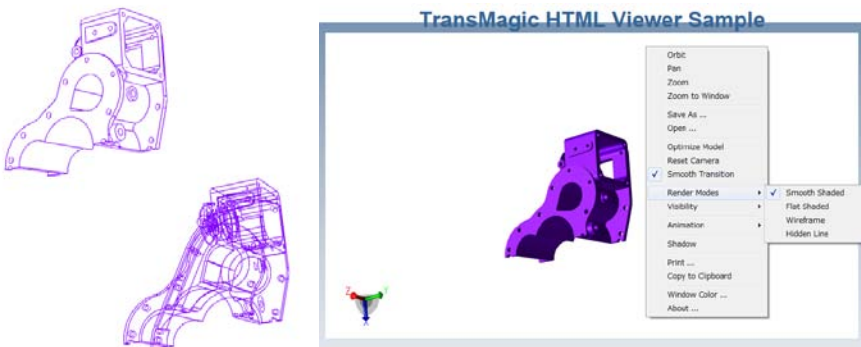 TransMagic HTML Viewer Sample
Orbit
Pan
Zoom
Zoom to Window
Save As ...
Open ...
Optimize Model
Reset Camera
Smooth Transition
Render Modes
Smooth Shaded
Visibility
Flat Shaded
Wireframe
Animation
Hidden Line
Shadow
Print ...
Copy to Clipboard
Window Color ...
About ...
Z
Y
X